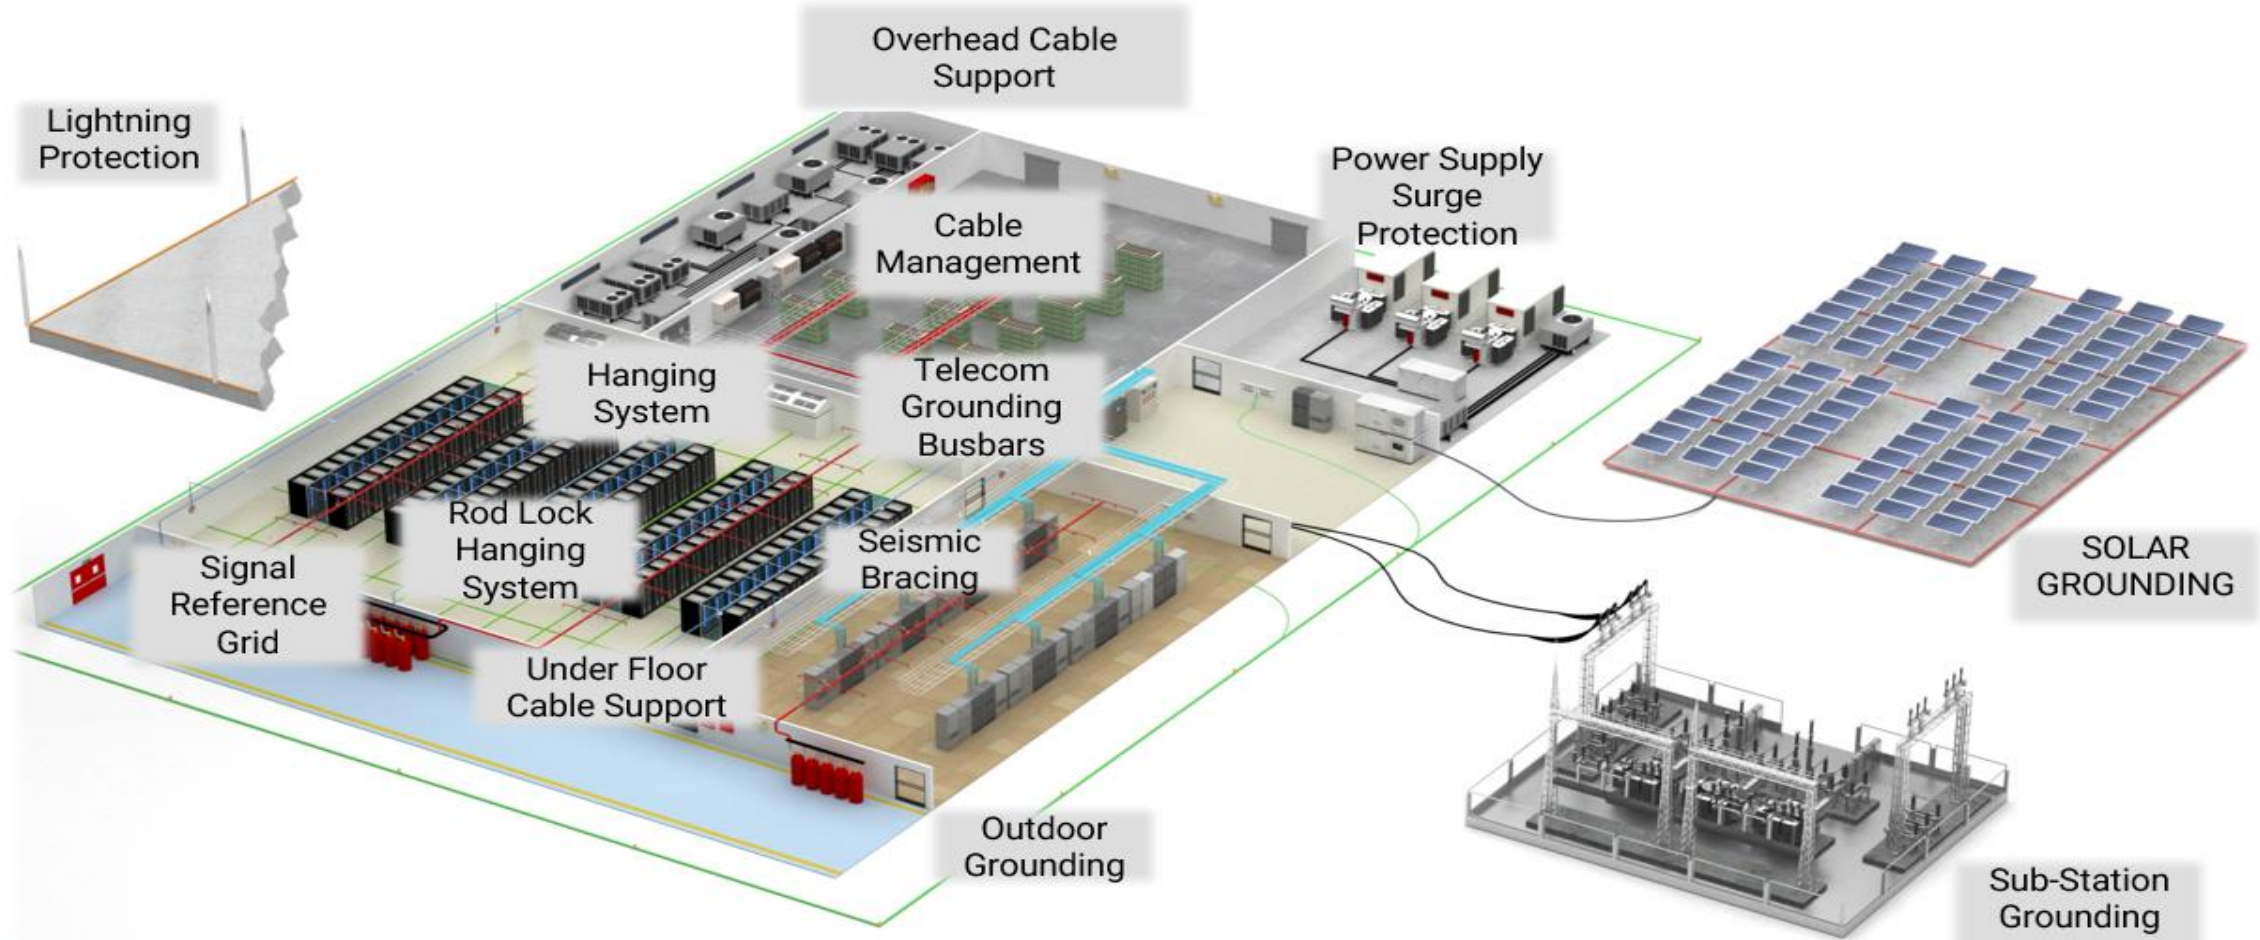 Overhead Cable
Support
Lightning
Protection
Power Supply
Surge
Protection
Cable
Management
Hanging
System
Telecom
Grounding
Busbars
Rod Lock
Hanging
System
Seismic
Bracing
Signal
Reference
Grid
SOLAR
GROUNDING
Under Floor
Cable Support
Outdoor
Grounding
Sub-Station
Grounding